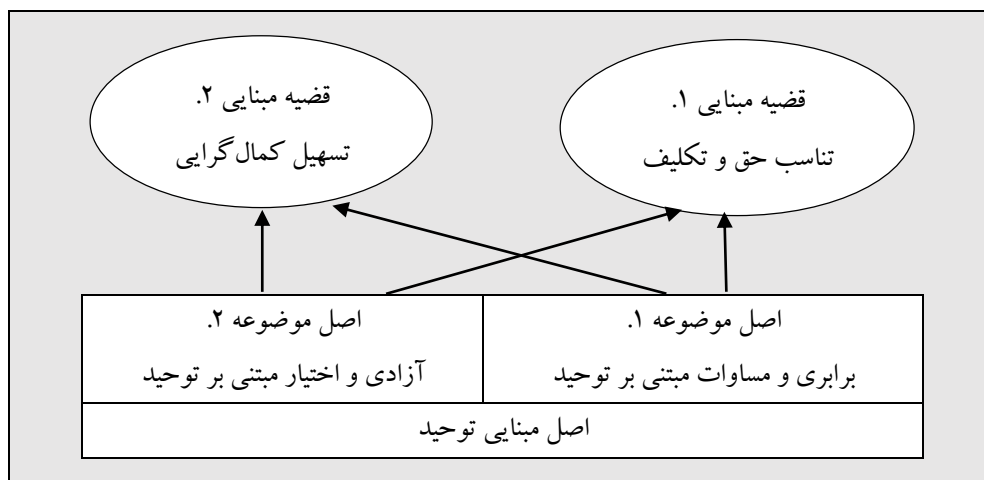 قضیه مبنایی ۱.
تناسب حق و تکلیف
قضیه مبنایی ۲.
تسهیل کمال‌گرایی
اصل موضوعه ۱.
برابری و مساوات مبتنی بر توحید
اصل موضوعه ۲.
آزادی و اختیار مبتنی بر توحید
اصل مبنایی توحید